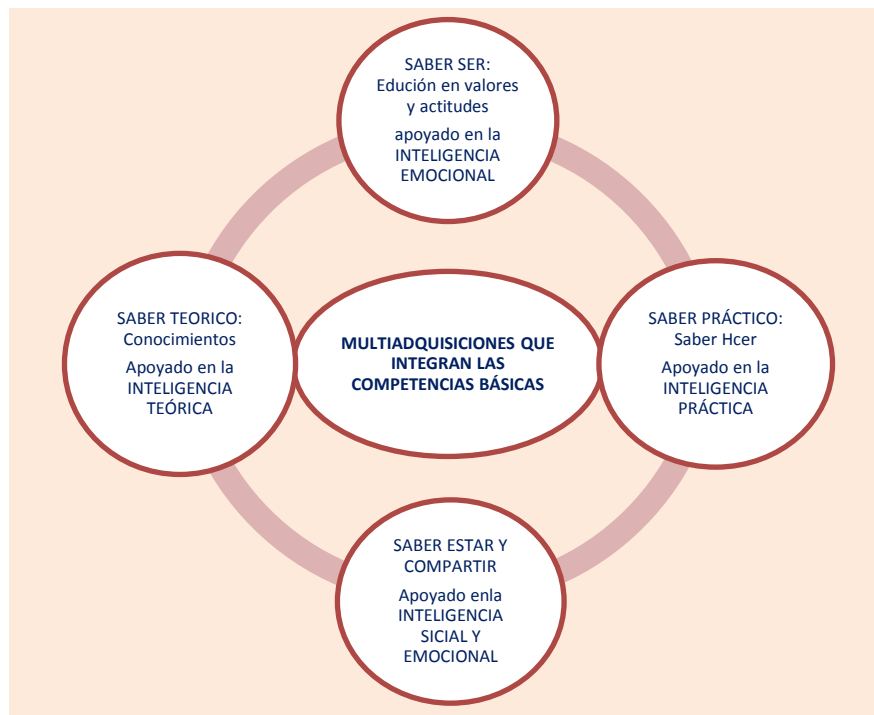 SABER SER:
Edución en valores
y actitudes
apoyado en la
INTELIGENCIA
EMOCIONAL
SABER TEORICO:
Conocimientos
Apoyado en la
INTELIGENCIA
TEÓRICA
MULTIADQUISICIONES QUE
INTEGRAN LAS
COMPETENCIAS BÁSICAS
SABER PRÁCTICO:
Saber Hcer
Apoyado en la
INTELIGENCIA
PRÁCTICA
SABER ESTAR Y
COMPARTIR
Apoyado enla
INTELIGENCIA
SICIAL Y
EMOCIONAL